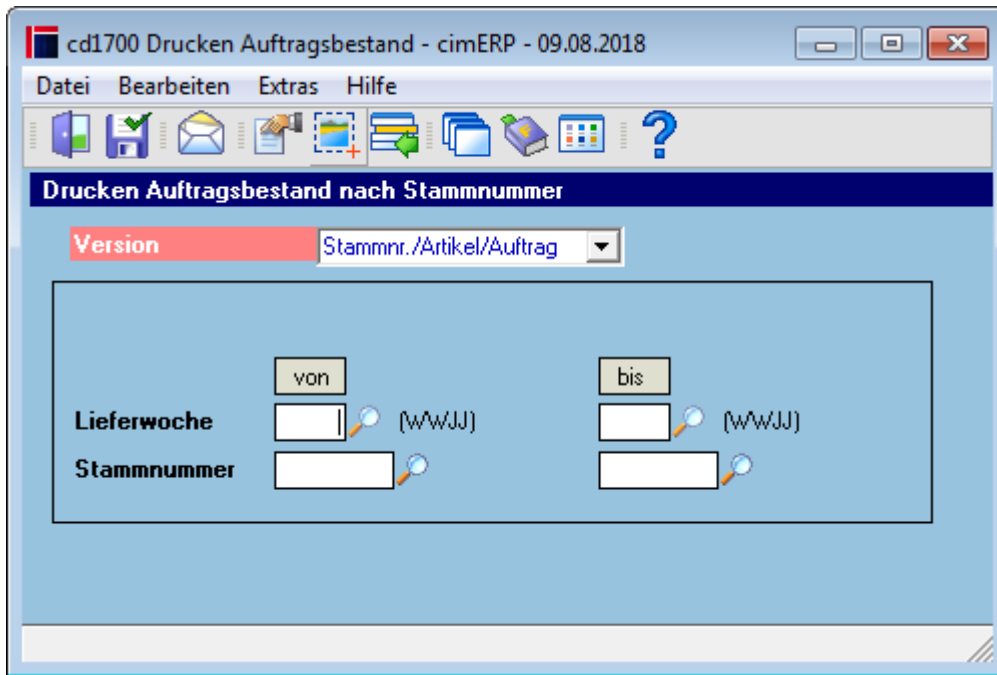 cd1700 Drucken Auftragsbestand - cimERP - 09.08.2018
Datei Bearbeiten Extras Hilfe
Drucken Auftragsbestand nach Stammnummer
Version Stammnr./Artikel/Auftrag
von bis
Lieferwoche (WWJJ) (WWJJ)
Stammnummer